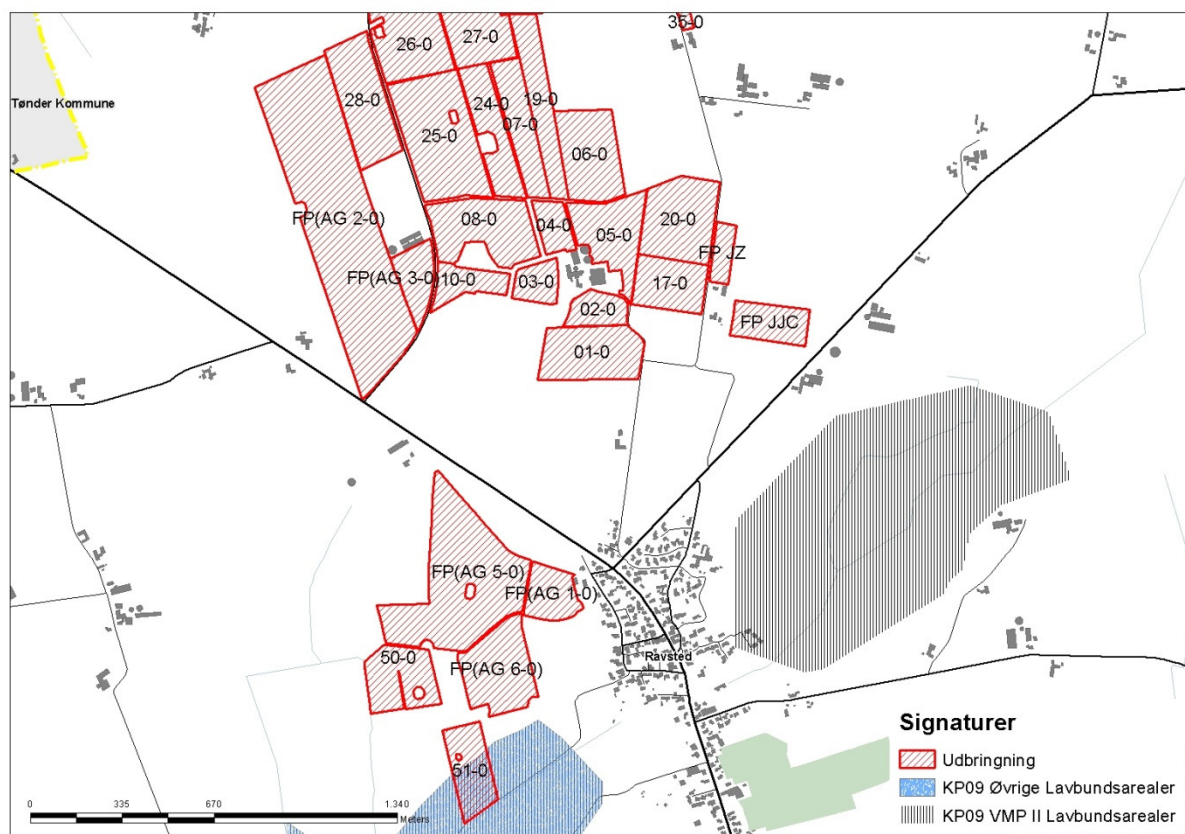 35-0
26-0
27-0
28-0
Tønder Kommune
24-0
19-0
07-0
25-0
06-0
FP(AG 2-0)
08-0
04-0
05-0
20-0
FP JZ
FP(AG 3-0)
10-0
03-0
17-0
02-0
FP JJC
01-0
FP(AG 5-0)
FP(AG 1-0)
50-0
FP(AG 6-0)
Ravsted
51-0
Signaturer
Udbringning
KP09 Øvrige Lavbundsarealer
KP09 VMP II Lavbundsarealer
0 335 670 1.340
Meters